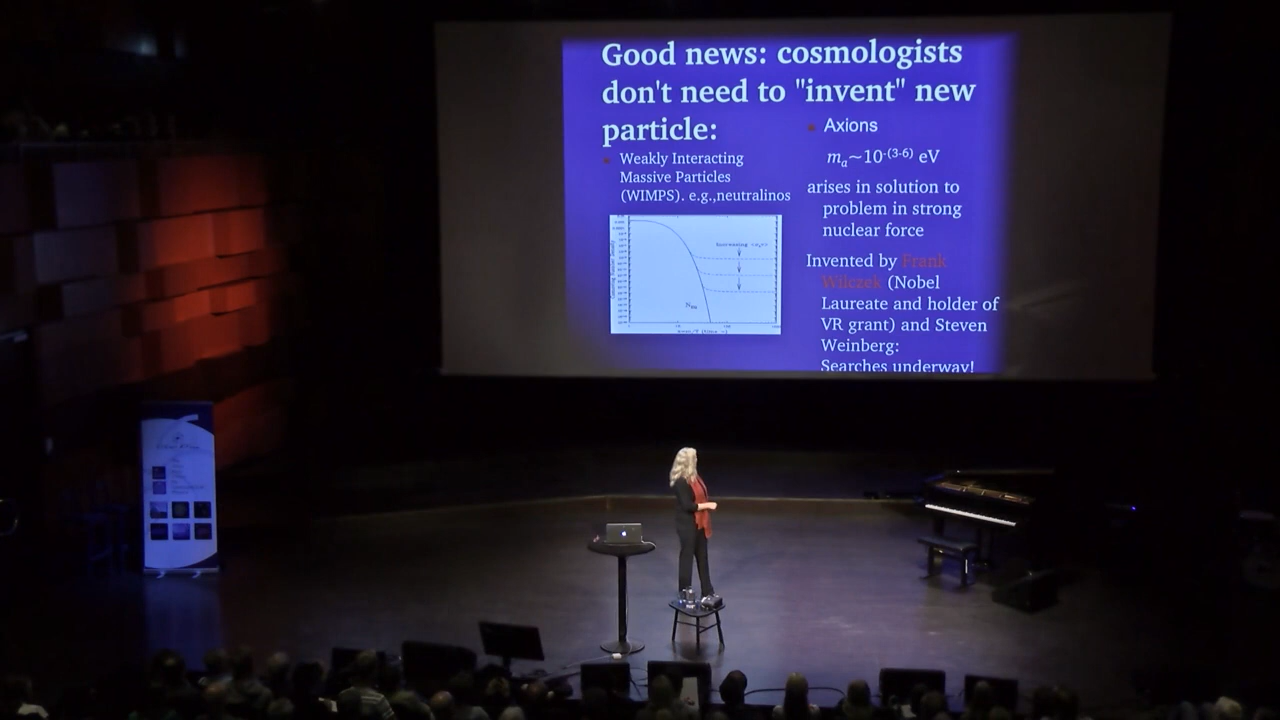 Good news: cosmologists
don't need to "invent" new
particle:
Weakly Interacting
Massive Particles
(WIMPS). e.g.,neutralinos
Axions
mₐ~10⁻⁽³⁻⁶⁾ eV
arises in solution to
problem in strong
nuclear force
Invented by Frank
Wilczek (Nobel
Laureate and holder of
VR grant) and Steven
Weinberg:
Searches underway!